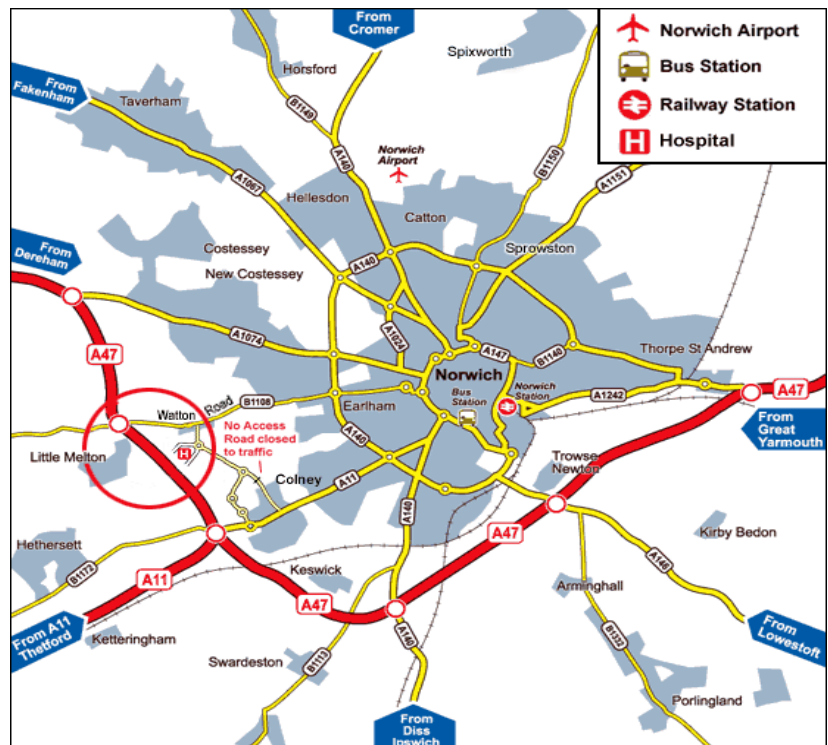 From
Cromer
Spixworth
Norwich Airport
Bus Station
Railway Station
Hospital
H
From
Fakenham
Taverham
Horsford
B1149
A140
Norwich
Airport
B1150
A1151
A1067
Hellesdon
Catton
Sprowston
From
Dereham
Costessey
New Costessey
A140
A1074
A1024
A147
B1140
Thorpe St Andrew
A47
Norwich
Bus
Station
Norwich
Station
A1242
A47
From
Great
Yarmouth
Watton
Road
B1108
Earlham
No Access
Road closed
to traffic
Little Melton
H
Colney
A140
A11
A140
Trowse
Newton
A47
Kirby Bedon
Hethersett
B1172
A11
Keswick
A47
A146
Arminghall
From A11
Thetford
Ketteringham
Swardeston
B1113
A140
B1332
From
Lowestoft
Porlingland
From
Diss
Ipswich